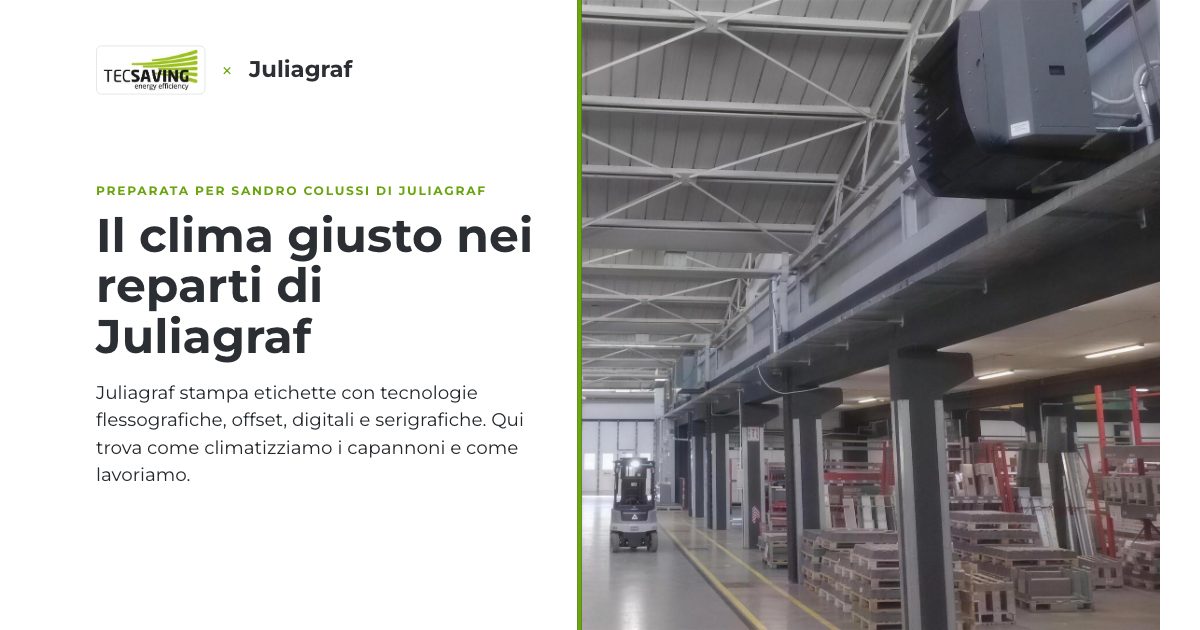 TECSAVING
energy efficiency
× Juliagraf
PREPARATA PER SANDRO COLUSSI DI JULIAGRAF
Il clima giusto nei
reparti di
Juliagraf
Juliagraf stampa etichette con tecnologie
flessografiche, offset, digitali e serigrafiche. Qui
trova come climatizziamo i capannoni e come
lavoriamo.